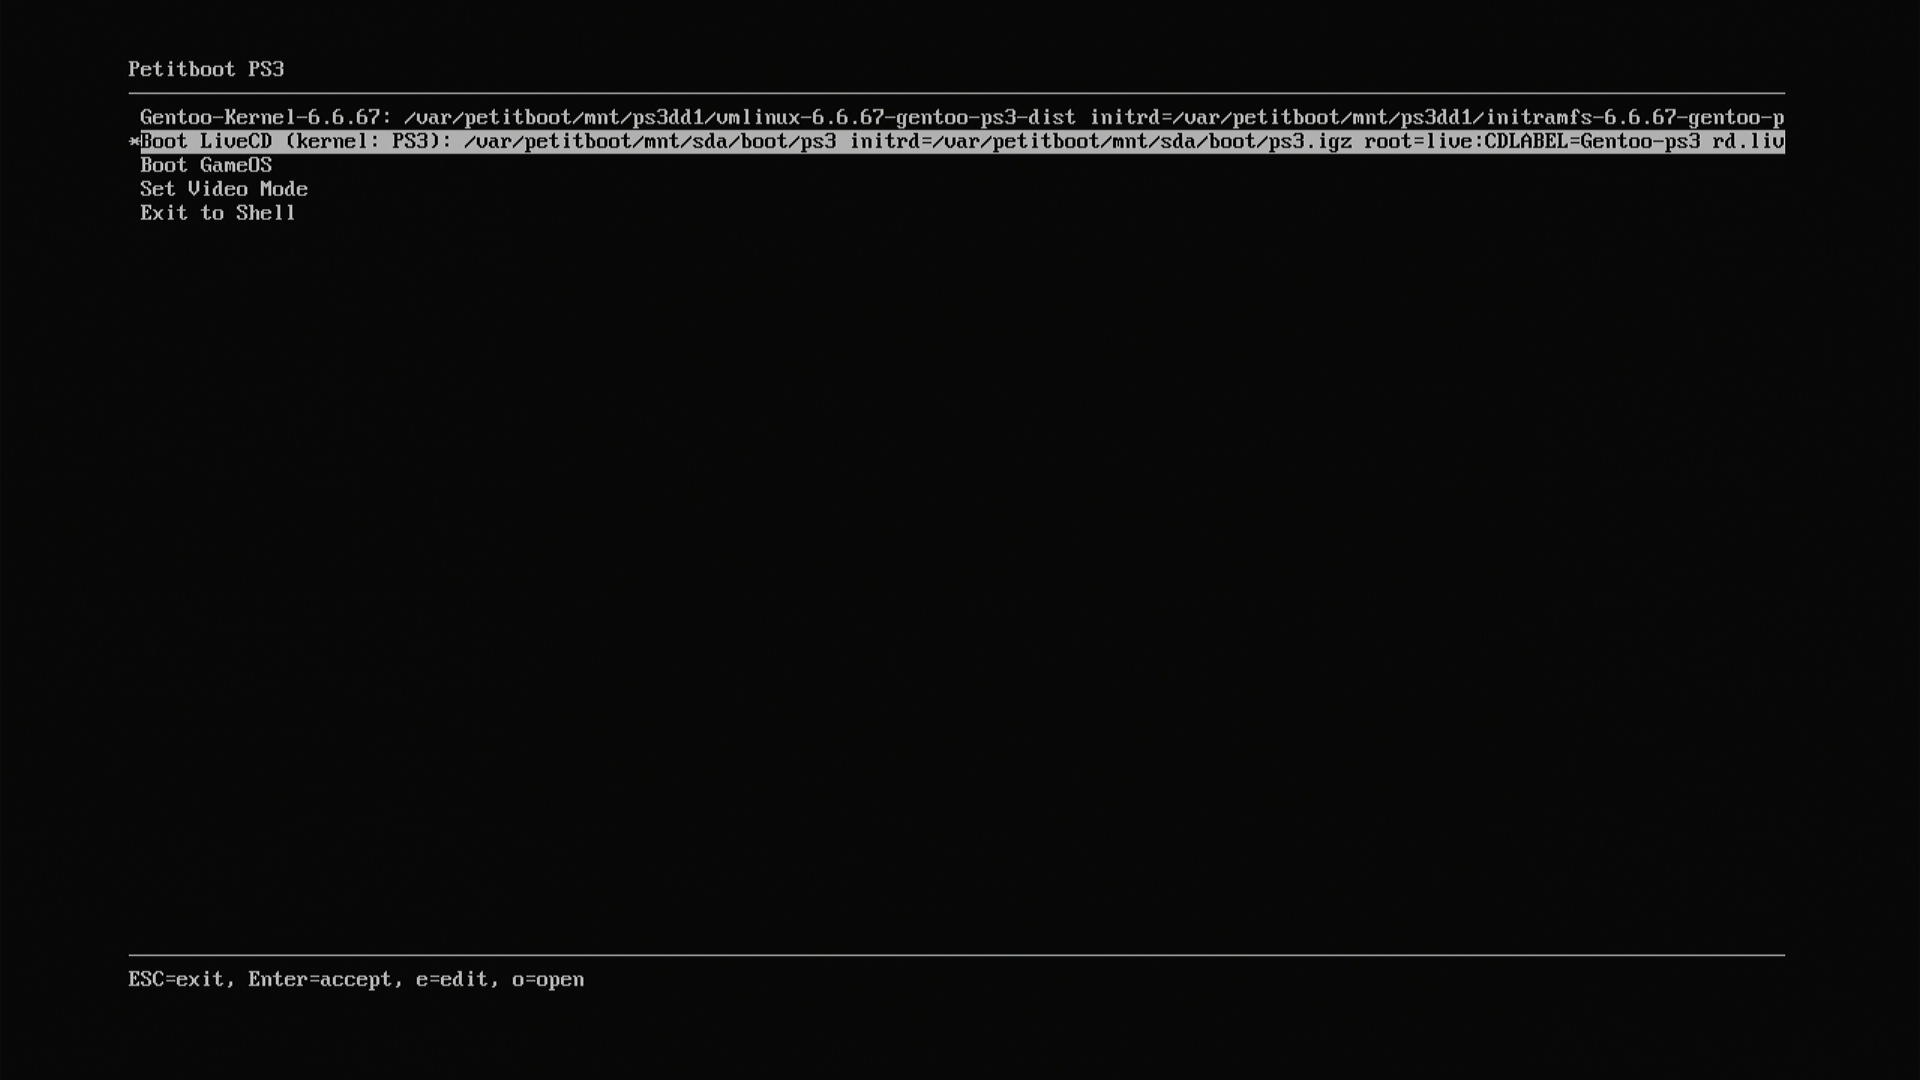 Petitboot PS3
Gentoo-Kernel-6.6.67: /var/petitboot/mnt/ps3dd1/vmlinux-6.6.67-gentoo-ps3-dist initrd=/var/petitboot/mnt/ps3dd1/initramfs-6.6.67-gentoo-p
*Boot LiveCD (kernel: PS3): /var/petitboot/mnt/sda/boot/ps3 initrd=/var/petitboot/mnt/sda/boot/ps3.igz root=live:CDLABEL=Gentoo-ps3 rd.liv
Boot GameOS
Set Video Mode
Exit to Shell
ESC=exit, Enter=accept, e=edit, o=open